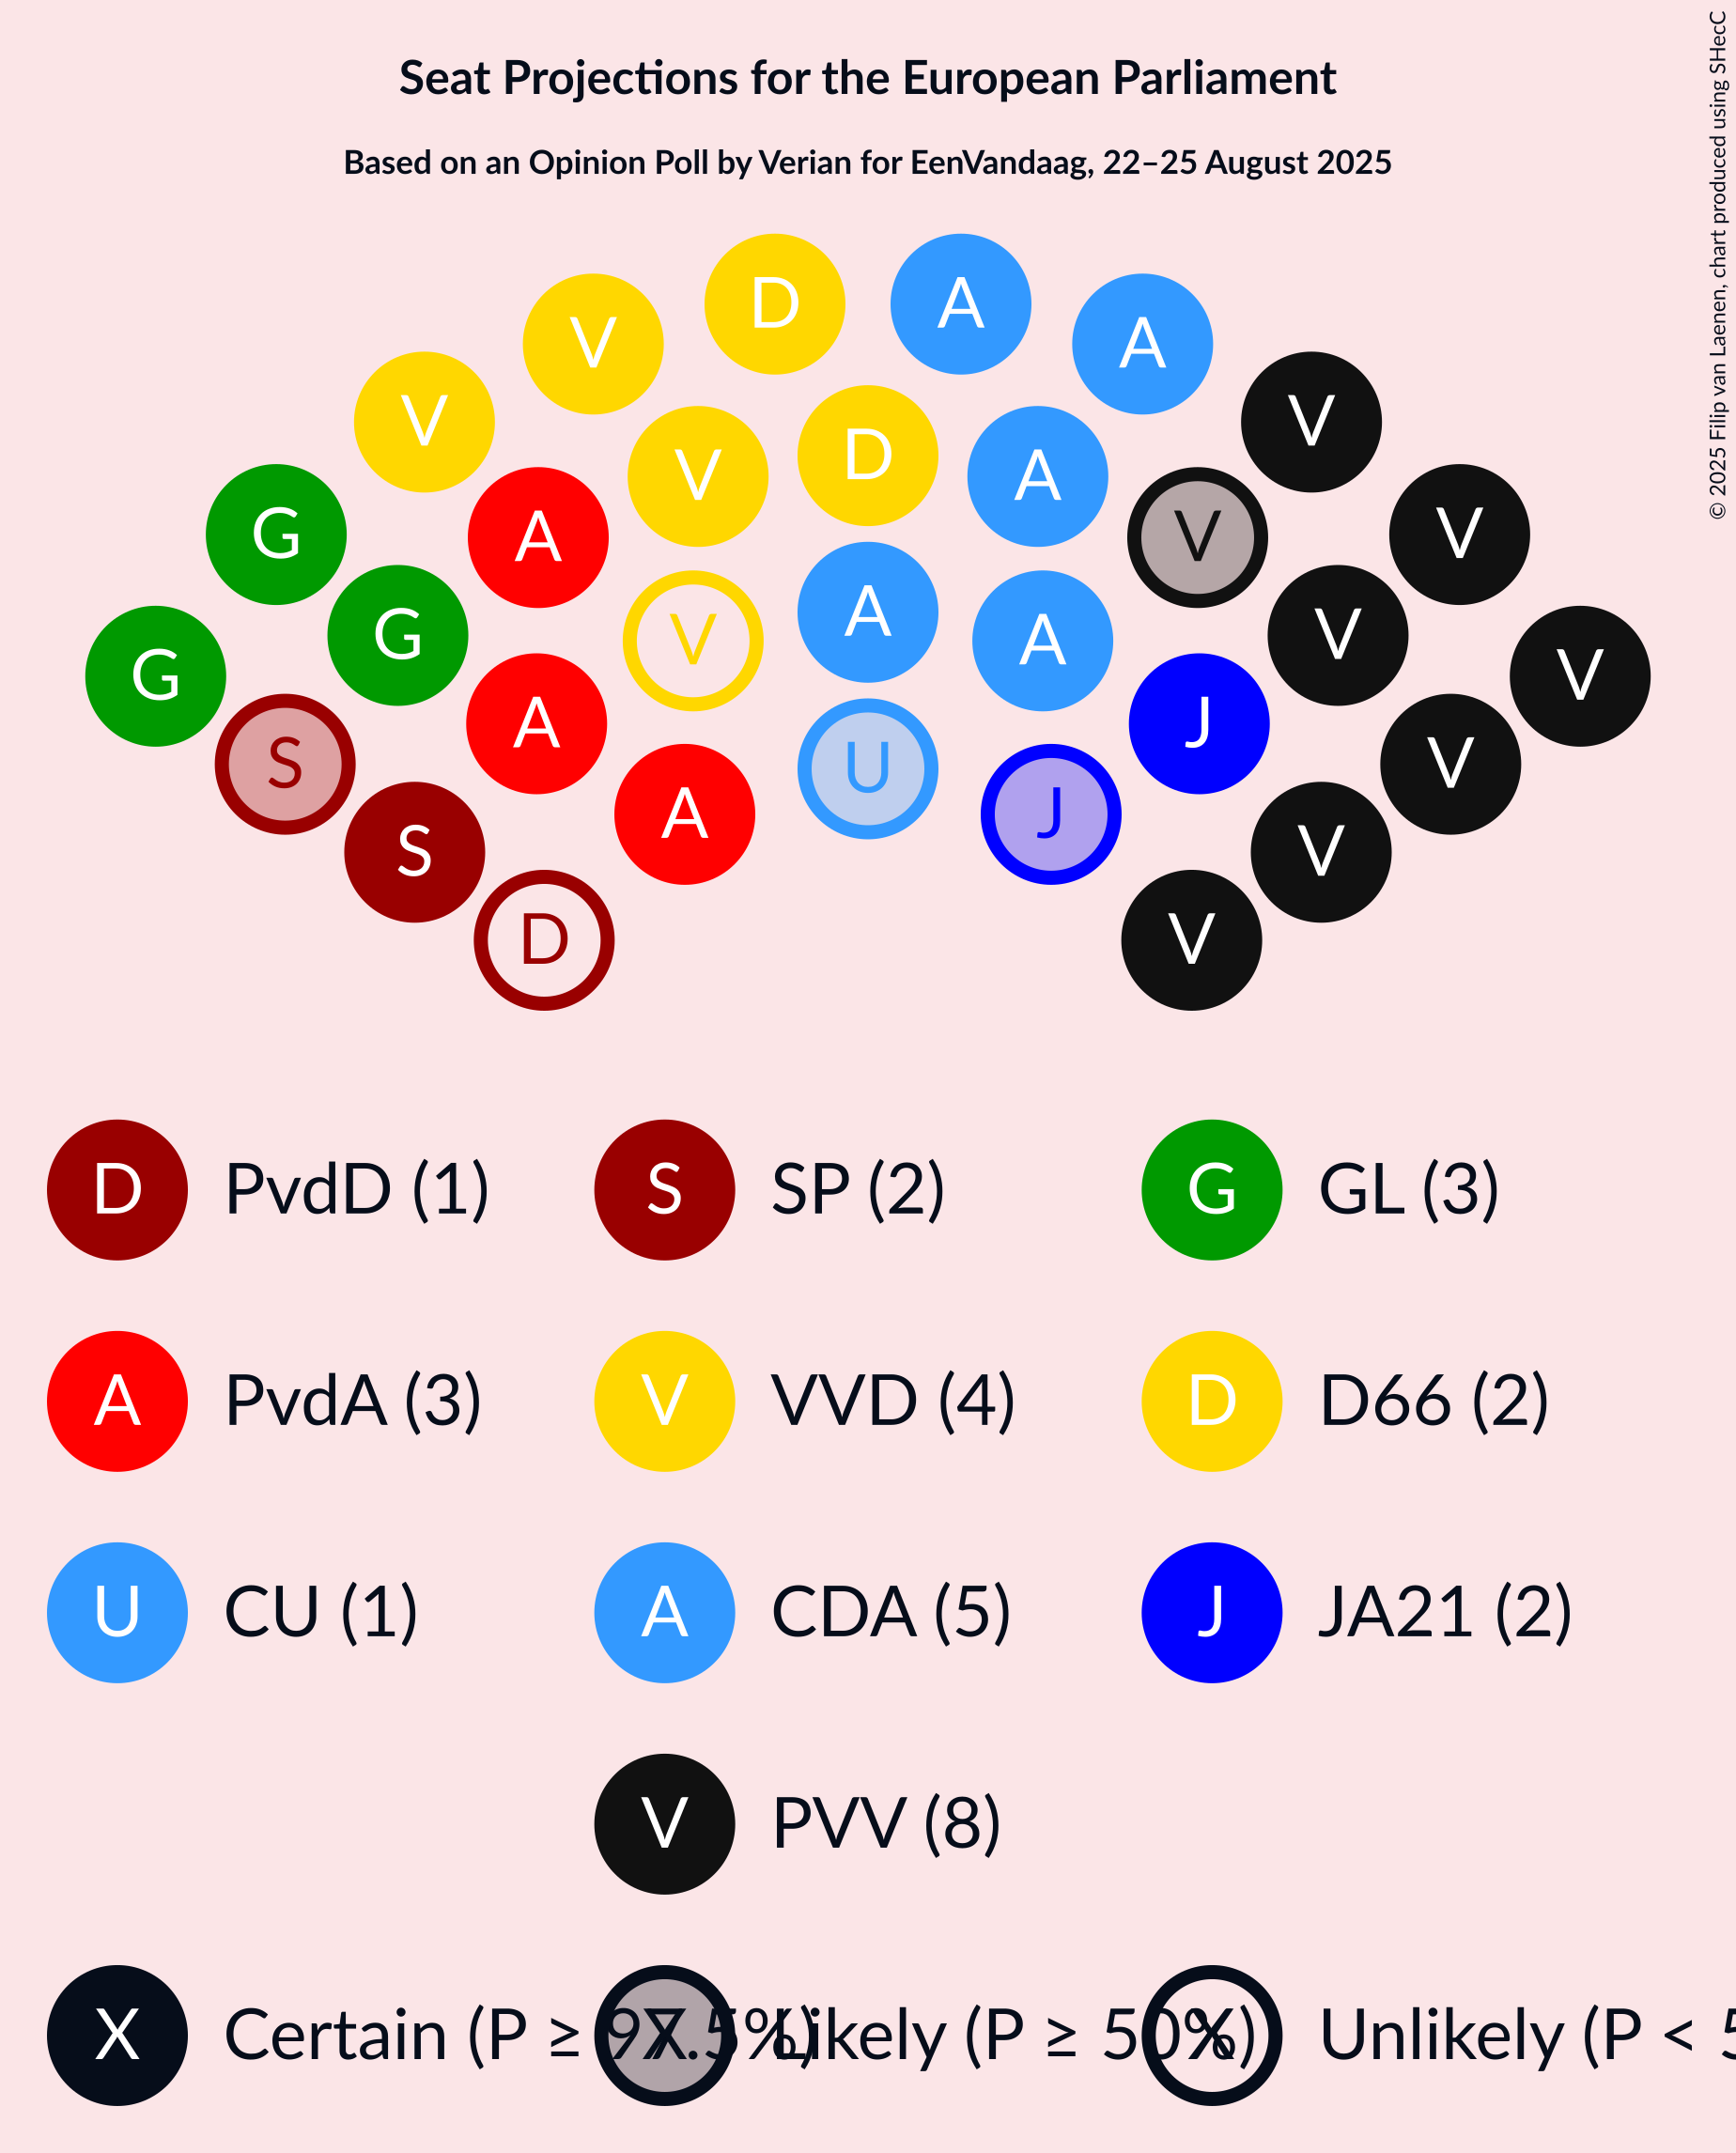 Seat Projections for the European Parliament
Based on an Opinion Poll by Verian for EenVandaag, 22–25 August 2025
© 2025 Filip van Laenen, chart produced using SHecC
D A
V A
V V
D
V A
G G
A V
G G
V A A V
V
G V
S A J V
U
A J
S V
D V
D PvdD (1) S SP (2) G GL (3)
A PvdA (3) V VVD (4) D D66 (2)
U CU (1) A CDA (5) J JA21 (2)
V PVV (8)
X Certain (P ≥ 97.5%) X Likely (P ≥ 50%) X Unlikely (P < 5